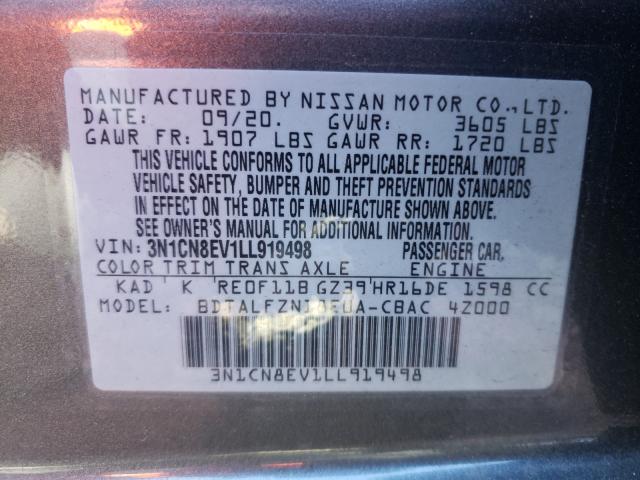 MANUFACTURED BY NISSAN MOTOR CO.,LTD.
DATE: 09/20. GVWR: 3605 LBS
GAWR FR: 1907 LBS GAWR RR: 1720 LBS
THIS VEHICLE CONFORMS TO ALL APPLICABLE FEDERAL MOTOR
VEHICLE SAFETY, BUMPER AND THEFT PREVENTION STANDARDS
IN EFFECT ON THE DATE OF MANUFACTURE SHOWN ABOVE.
SEE OWNER'S MANUAL FOR ADDITIONAL INFORMATION
VIN: 3N1CN8EV1LL919498 PASSENGER CAR.
COLOR TRIM TRANS AXLE ENGINE
KAD K RE0F11B GZ39 HR16DE 1598 CC
MODEL: 4Z000
3N1CN8EV1LL919498